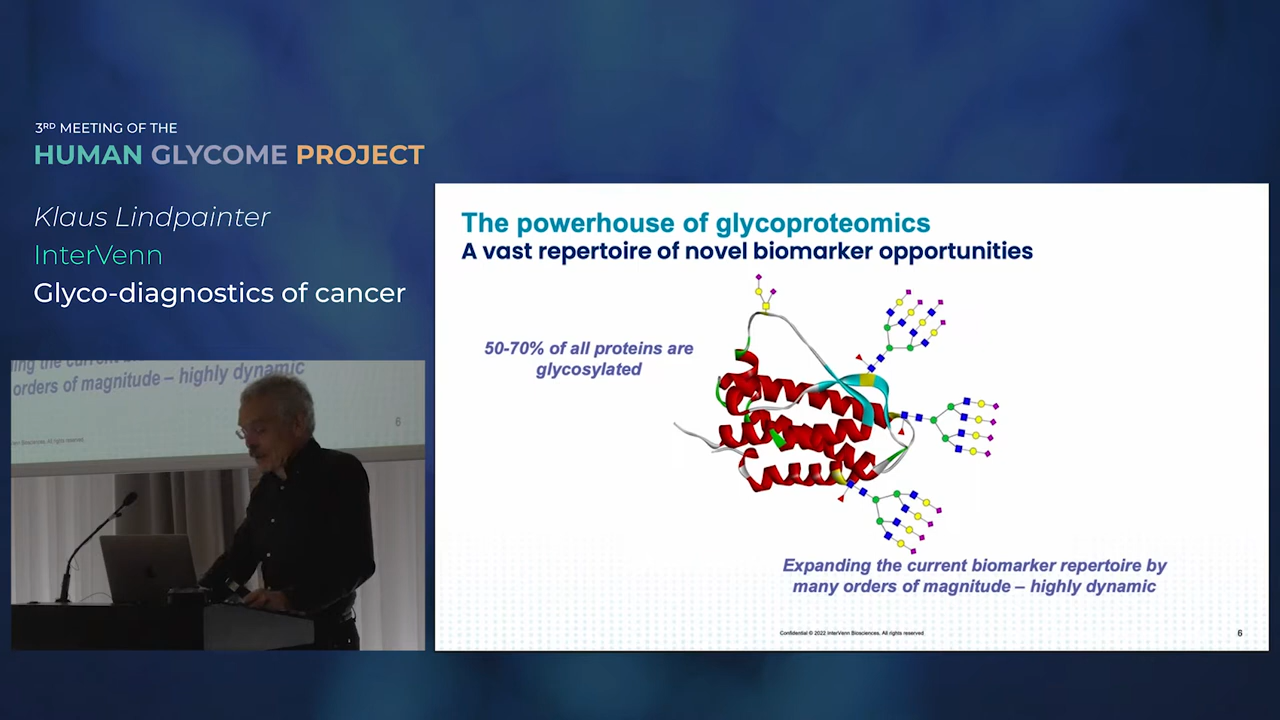 3RD MEETING OF THE
HUMAN GLYCOME PROJECT
Klaus Lindpainter
InterVenn
Glyco-diagnostics of cancer
The powerhouse of glycoproteomics
A vast repertoire of novel biomarker opportunities
50-70% of all proteins are
glycosylated
Expanding the current biomarker repertoire by
many orders of magnitude – highly dynamic
Confidential © 2022 InterVenn Biosciences. All rights reserved
6
orders of magnitude – highly dynamic
6